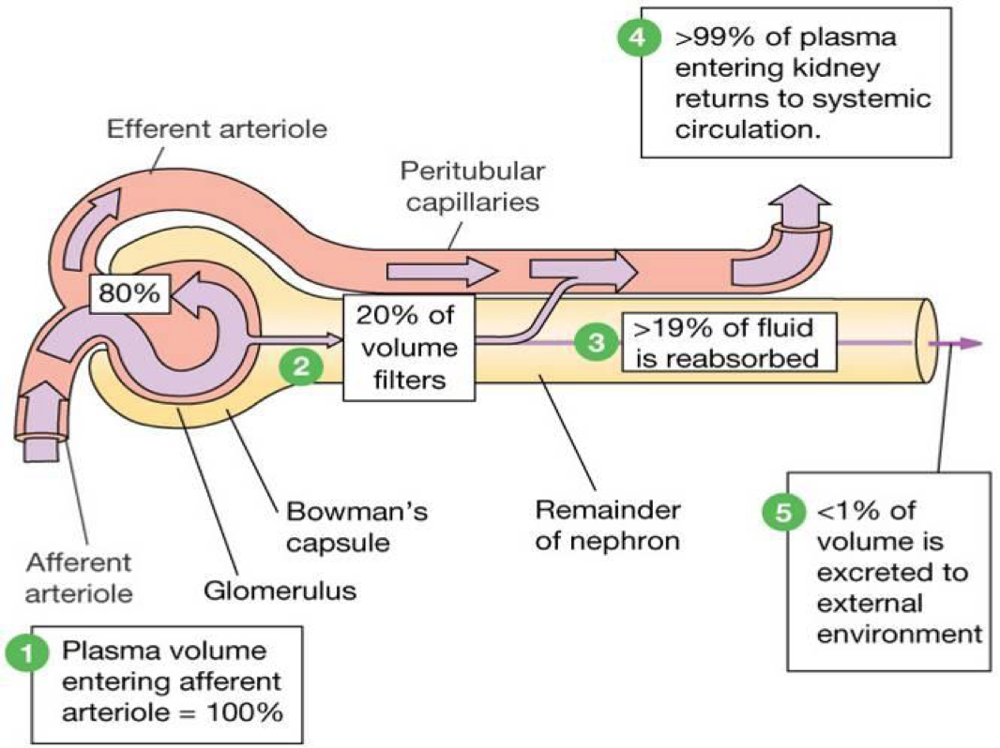 4
>99% of plasma
entering kidney
returns to systemic
circulation.
Efferent arteriole
Peritubular
capillaries
80%
20% of
volume
filters
2
3
>19% of fluid
is reabsorbed
Bowman's
capsule
Remainder
of nephron
5
<1% of
volume is
excreted to
external
environment
Afferent
arteriole
Glomerulus
1
Plasma volume
entering afferent
arteriole = 100%